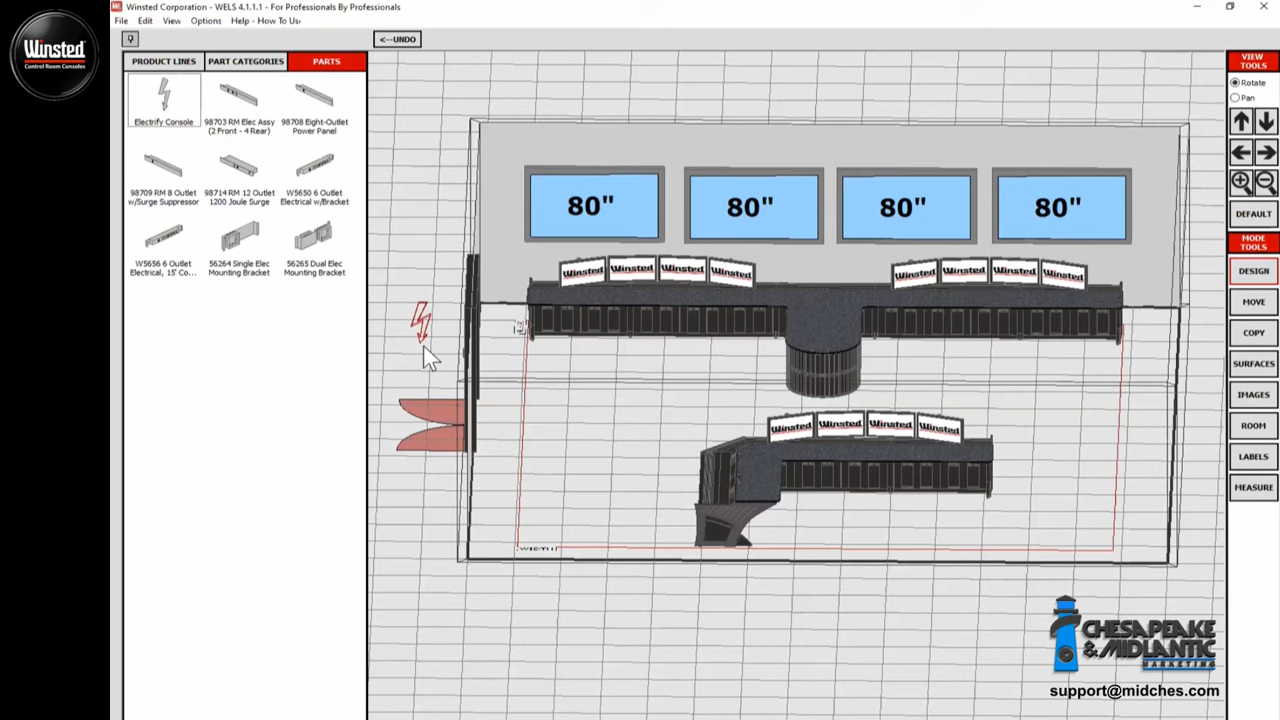 Winsted Corporation - WELS 4.1.1.1 - For Professionals By Professionals
File Edit View Options Help - How To Us
Winsted
Control Room Consoles
<--UNDO
PRODUCT LINES PART CATEGORIES PARTS
Electrify Console
98703 RM Elec Assy
(2 Front - 4 Rear)
98708 Eight-Outlet
Power Panel
98709 RM 8 Outlet
w/Surge Suppressor
98714 RM 12 Outlet
1200 Joule Surge
W5650 6 Outlet
Electrical w/Bracket
W5656 6 Outlet
Electrical, 15' Co...
56264 Single Elec
Mounting Bracket
56265 Dual Elec
Mounting Bracket
80" 80" 80" 80"
Winsted Winsted Winsted Winsted
Winsted Winsted Winsted Winsted
Winsted Winsted Winsted Winsted
VIEW
TOOLS
Rotate
Pan
DEFAULT
MODE
TOOLS
DESIGN
MOVE
COPY
SURFACES
IMAGES
ROOM
LABELS
MEASURE
CHESAPEAKE
& MIDLANTIC
MARKETING
support@midches.com